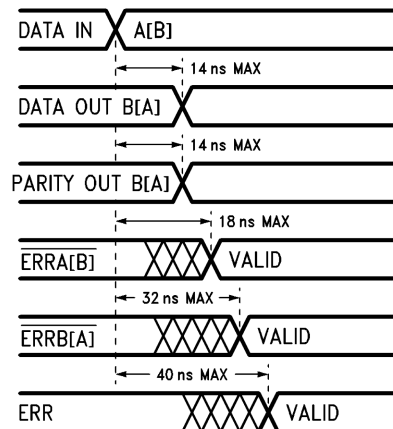 DATA IN A[B]
14 ns MAX
DATA OUT B[A]
14 ns MAX
PARITY OUT B[A]
18 ns MAX
ERRA[B] VALID
32 ns MAX
ERRB[A] VALID
40 ns MAX
ERR VALID